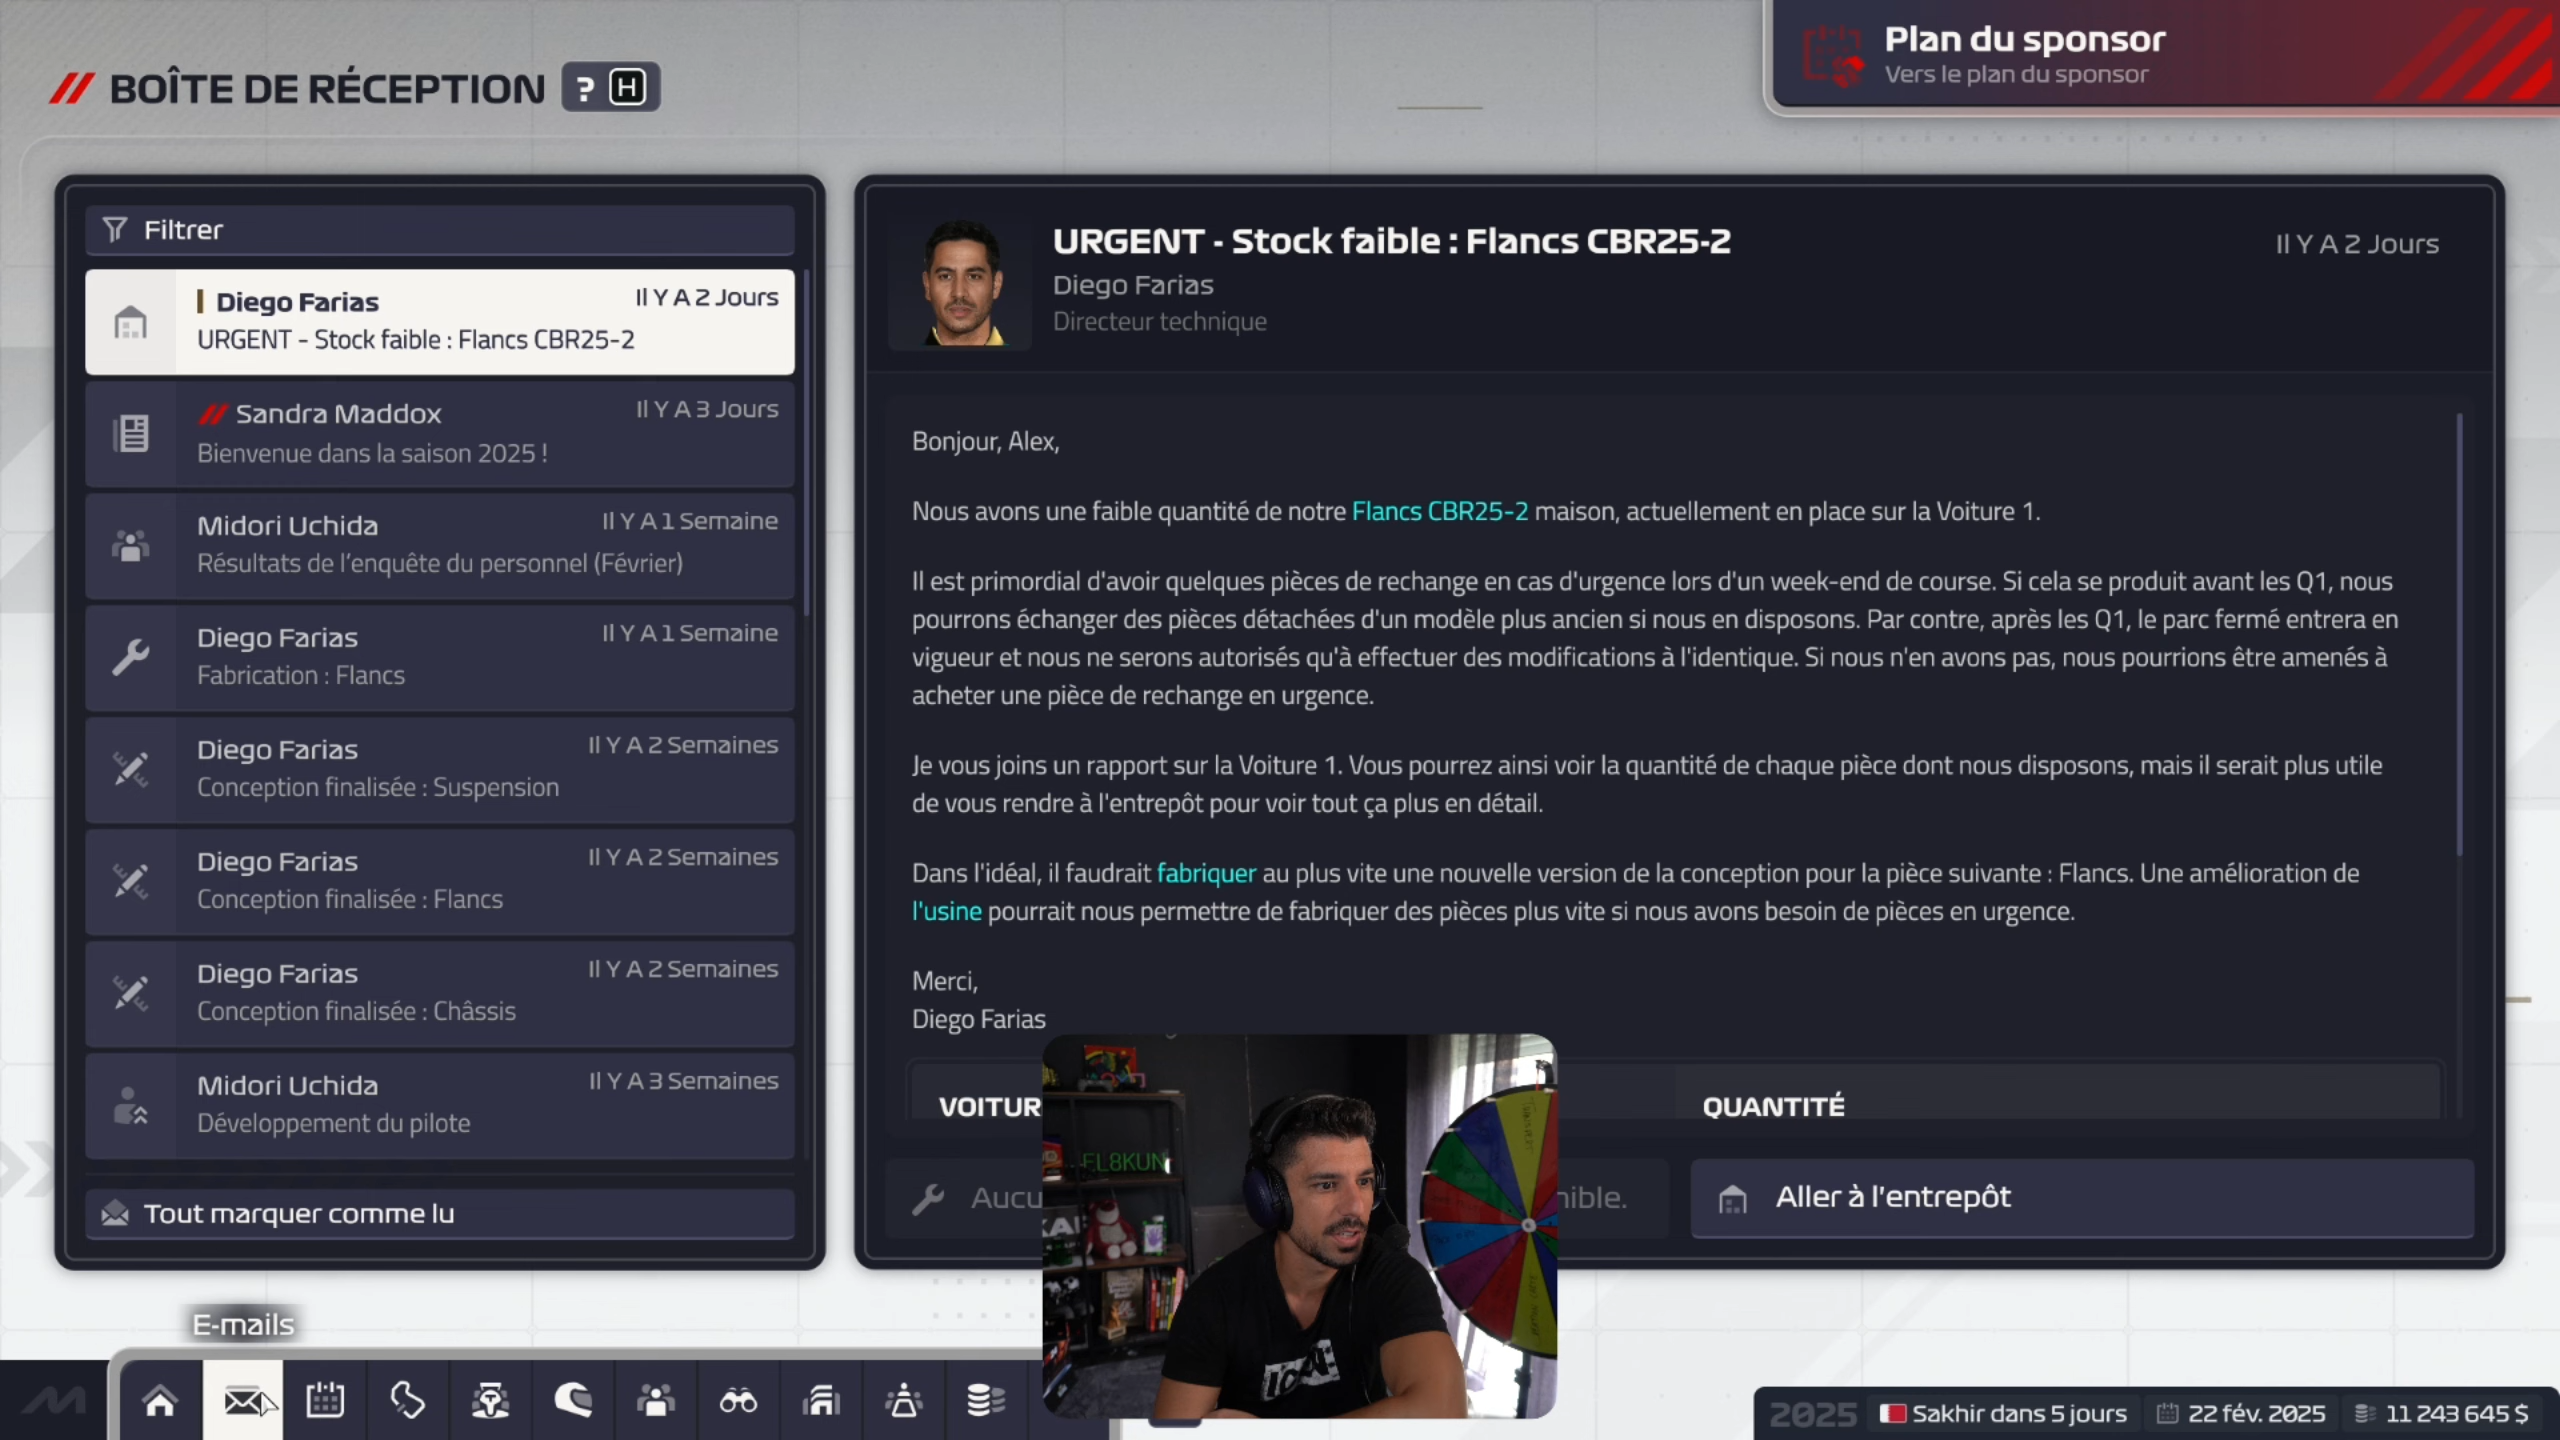 BOÎTE DE RÉCEPTION ? H
Plan du sponsor
Vers le plan du sponsor
Filtrer
Diego Farias Il Y A 2 Jours
URGENT - Stock faible : Flancs CBR25-2
Sandra Maddox Il Y A 3 Jours
Bienvenue dans la saison 2025 !
Midori Uchida Il Y A 1 Semaine
Résultats de l'enquête du personnel (Février)
Diego Farias Il Y A 1 Semaine
Fabrication : Flancs
Diego Farias Il Y A 2 Semaines
Conception finalisée : Suspension
Diego Farias Il Y A 2 Semaines
Conception finalisée : Flancs
Diego Farias Il Y A 2 Semaines
Conception finalisée : Châssis
Midori Uchida Il Y A 3 Semaines
Développement du pilote
Tout marquer comme lu
URGENT - Stock faible : Flancs CBR25-2
Il Y A 2 Jours
Diego Farias
Directeur technique
Bonjour, Alex,
Nous avons une faible quantité de notre Flancs CBR25-2 maison, actuellement en place sur la Voiture 1.
Il est primordial d'avoir quelques pièces de rechange en cas d'urgence lors d'un week-end de course. Si cela se produit avant les Q1, nous
pourrons échanger des pièces détachées d'un modèle plus ancien si nous en disposons. Par contre, après les Q1, le parc fermé entrera en
vigueur et nous ne serons autorisés qu'à effectuer des modifications à l'identique. Si nous n'en avons pas, nous pourrions être amenés à
acheter une pièce de rechange en urgence.
Je vous joins un rapport sur la Voiture 1. Vous pourrez ainsi voir la quantité de chaque pièce dont nous disposons, mais il serait plus utile
de vous rendre à l'entrepôt pour voir tout ça plus en détail.
Dans l'idéal, il faudrait fabriquer au plus vite une nouvelle version de la conception pour la pièce suivante : Flancs. Une amélioration de
l'usine pourrait nous permettre de fabriquer des pièces plus vite si nous avons besoin de pièces en urgence.
Merci,
Diego Farias
VOITUR
QUANTITÉ
Aucu
nible.
Aller à l'entrepôt
EL8KUN
E-mails
2025 Sakhir dans 5 jours 22 fév. 2025 11 243 645 $